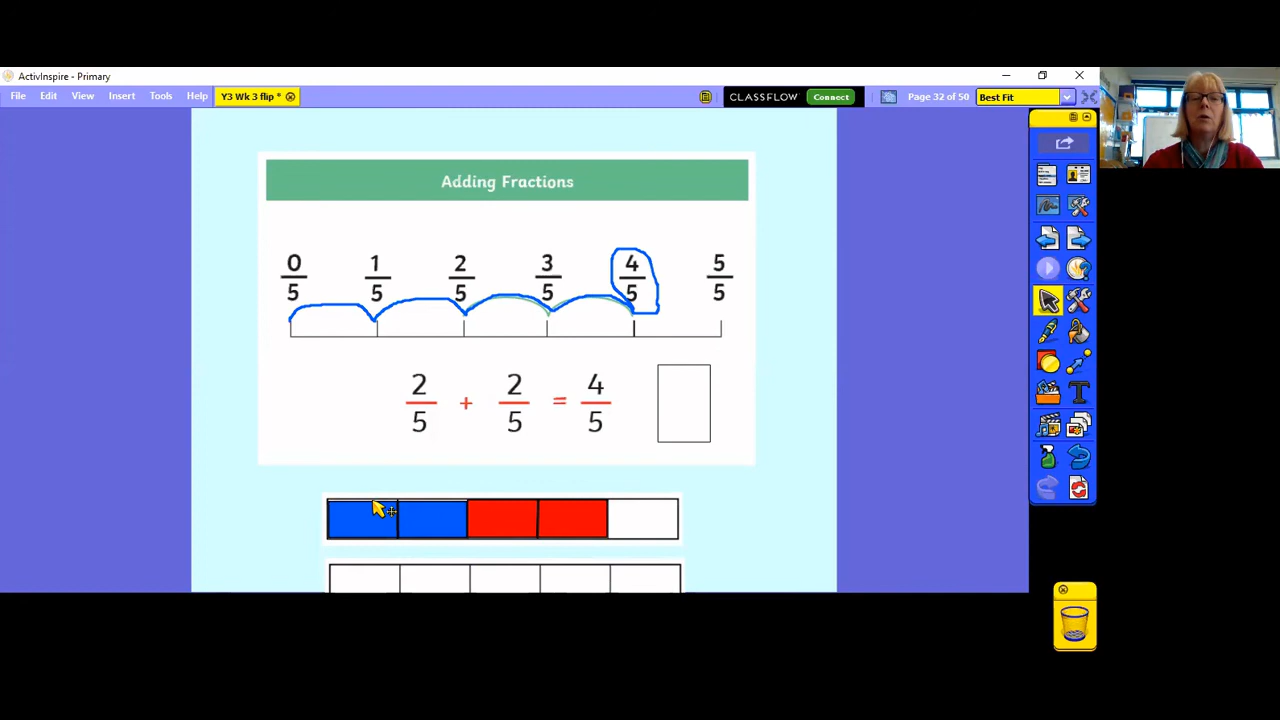 ActivInspire - Primary
File Edit View Insert Tools Help Y3 Wk 3 flip * CLASSFLOW Connect Page 32 of 50 Best Fit
Adding Fractions
0 1 2 3 4 5
5 5 5 5 5 5
2 + 2 = 4
5 5 5
T